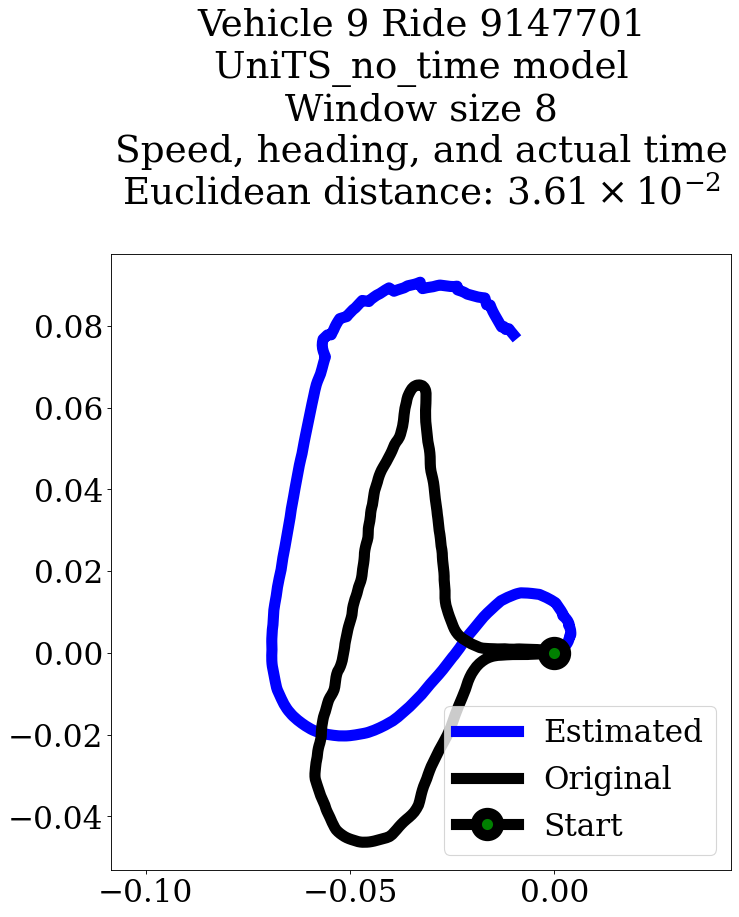 Vehicle 9 Ride 9147701
UniTS_no_time model
Window size 8
Speed, heading, and actual time
Euclidean distance: 3.61 × 10⁻²
0.08
0.06
0.04
0.02
0.00
−0.02
−0.04
Estimated
Original
Start
−0.10
−0.05
0.00